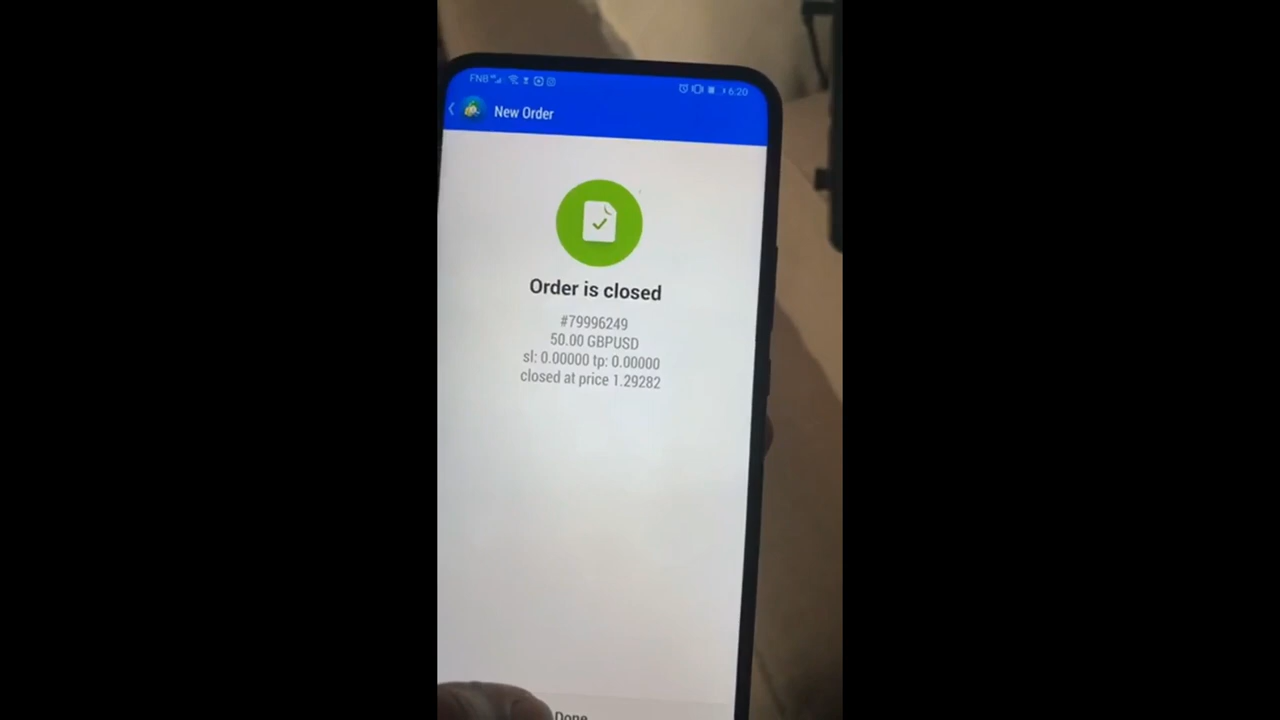 FNB
6:20
New Order
Order is closed
#79996249
50.00 GBPUSD
sl: 0.00000 tp: 0.00000
closed at price 1.29282
Done